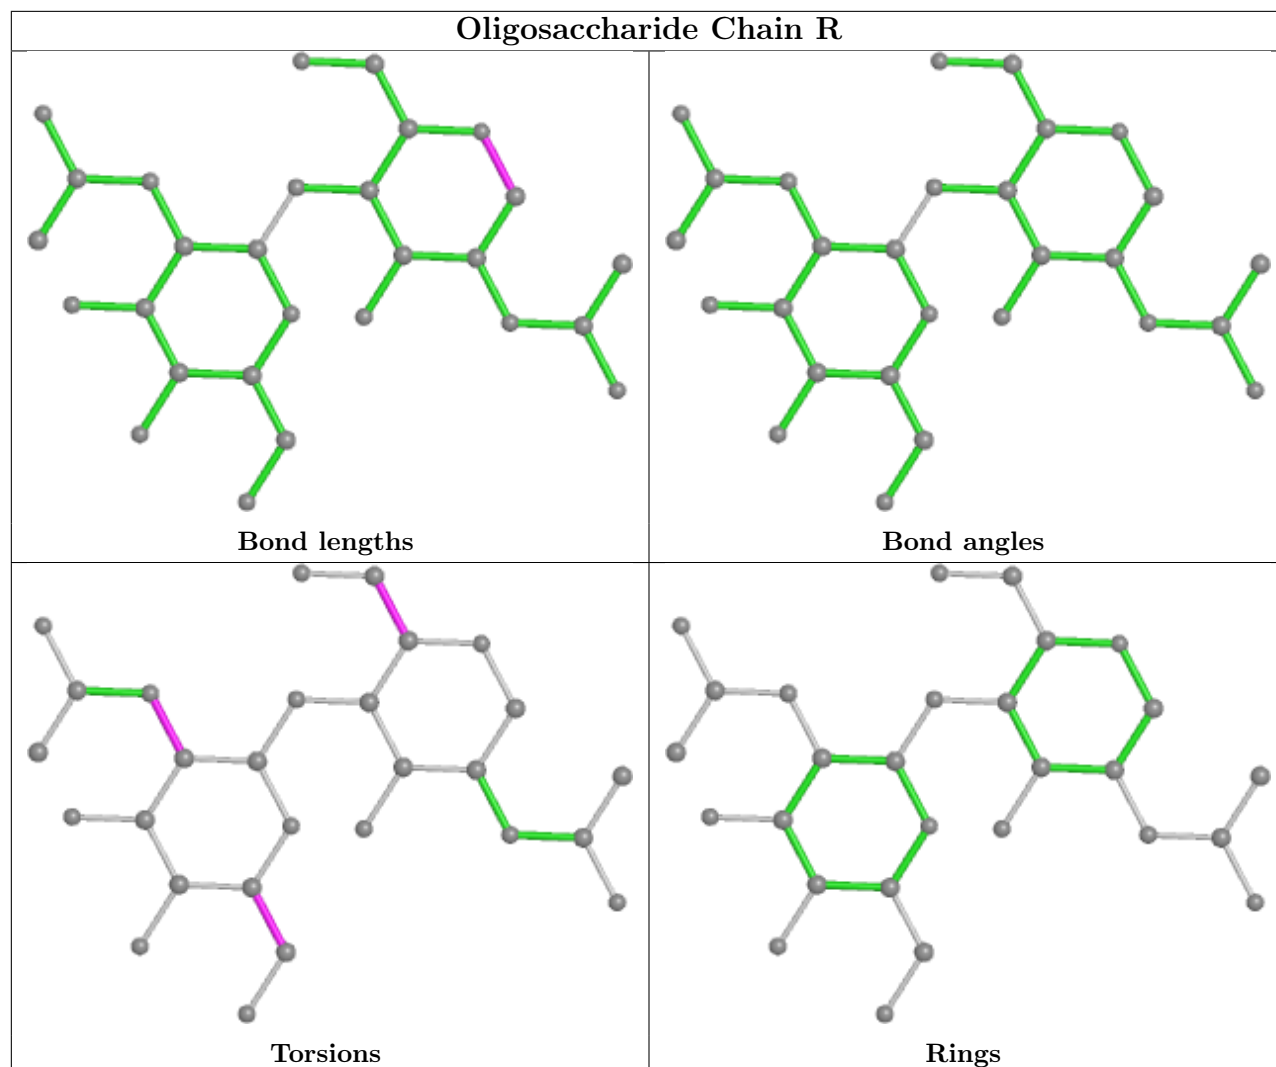 Oligosaccharide Chain R
Bond lengths
Bond angles
Torsions
Rings